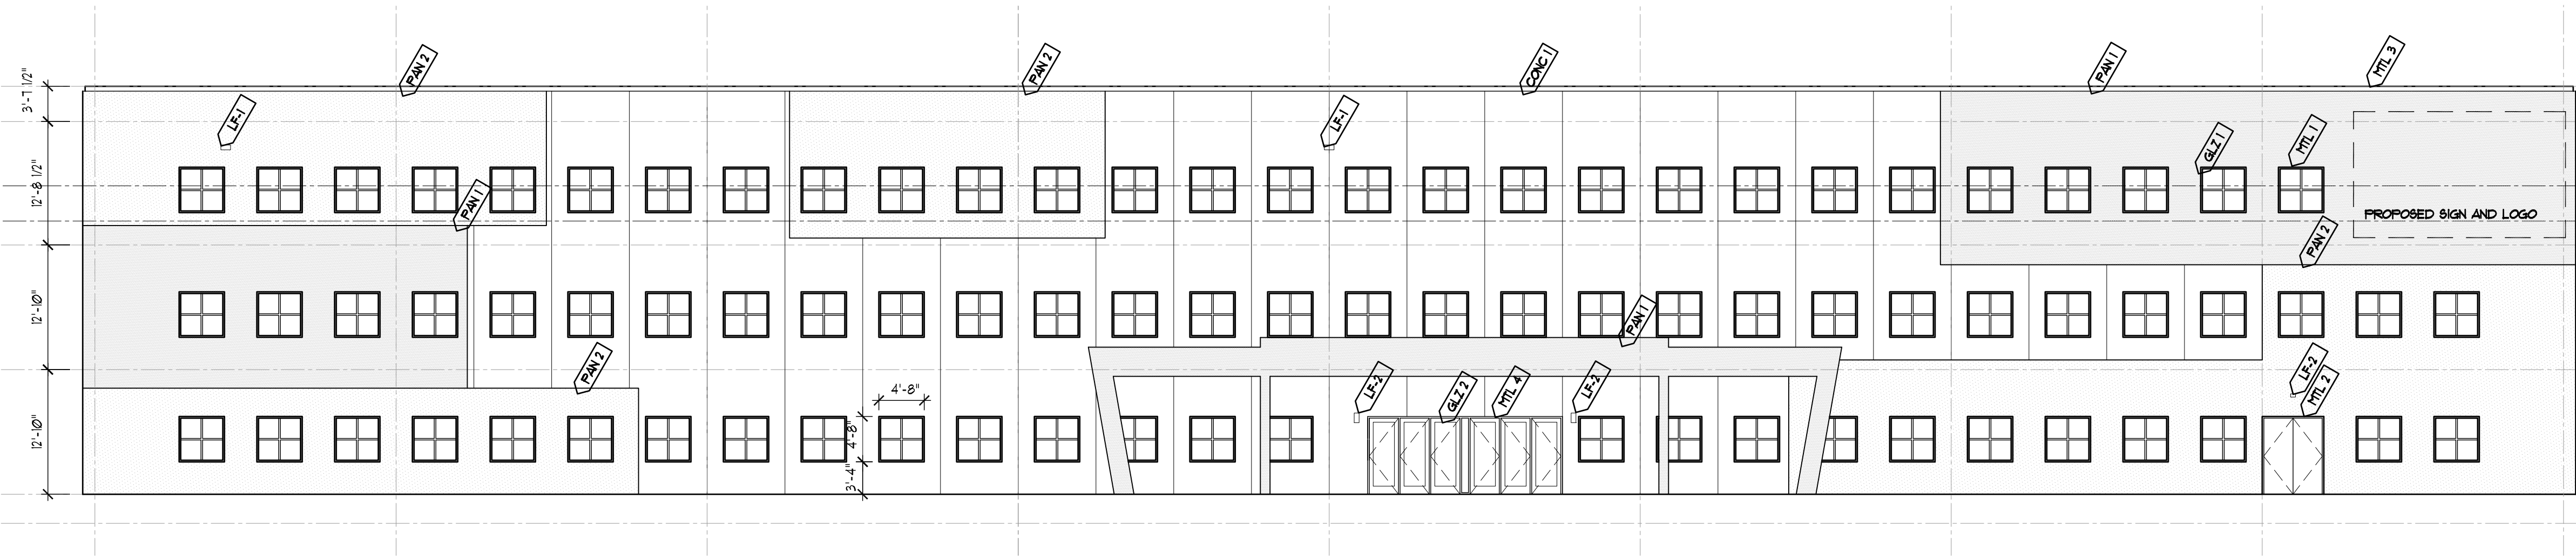 PAN 2
PAN 2
CONC 1
PAN 1
MTL 3
3'-7 1/2"
LF-1
LF-1
GLZ 1
MTL 1
12'-8 1/2"
PAN 1
PROPOSED SIGN AND LOGO
PAN 2
12'-10"
PAN 1
PAN 2
4'-8"
LF-2
GLZ 2
MTL 4
LF-2
LF-2
MTL 2
12'-10"
4'-8"
3'-4"